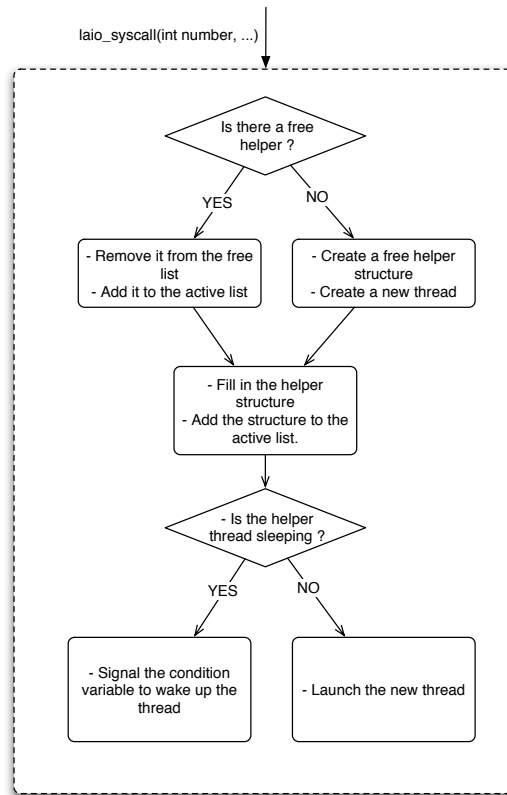 laio_syscall(int number, ...)
Is there a free
helper ?
YES
NO
- Remove it from the free
list
- Add it to the active list
- Create a free helper
structure
- Create a new thread
- Fill in the helper
structure
- Add the structure to the
active list.
- Is the helper
thread sleeping ?
YES
NO
- Signal the condition
variable to wake up the
thread
- Launch the new thread